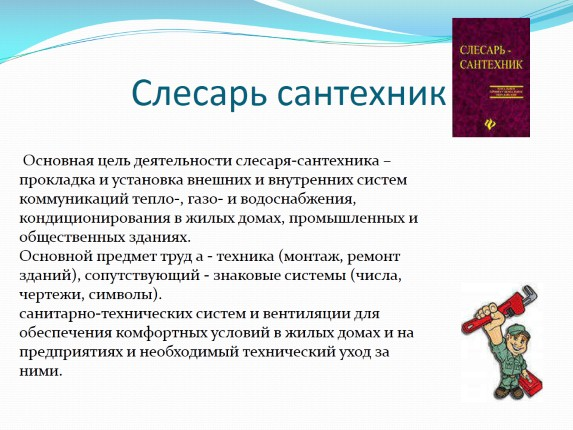 СЛЕСАРЬ -
САНТЕХНИК
Слесарь сантехник
Основная цель деятельности слесаря-сантехника –
прокладка и установка внешних и внутренних систем
коммуникаций тепло-, газо- и водоснабжения,
кондиционирования в жилых домах, промышленных и
общественных зданиях.
Основной предмет труд а - техника (монтаж, ремонт
зданий), сопутствующий - знаковые системы (числа,
чертежи, символы).
санитарно-технических систем и вентиляции для
обеспечения комфортных условий в жилых домах и на
предприятиях и необходимый технический уход за
ними.